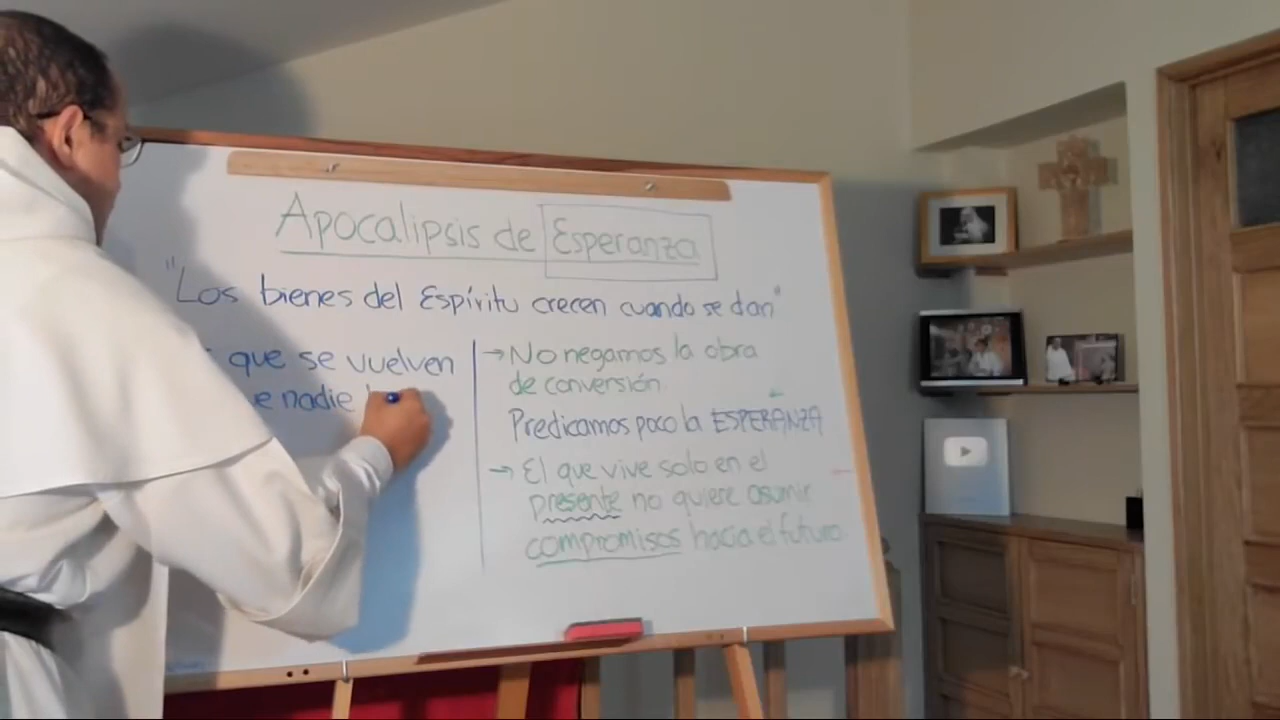 Apocalipsis de Esperanza
"Los bienes del Espíritu crecen cuando se dan"
que se vuelven
e nadie
→ No negamos la obra
de conversión.
Predicamos poco la ESPERANZA
→ El que vive solo en el
presente no quiere asumir
compromisos hacia el futuro